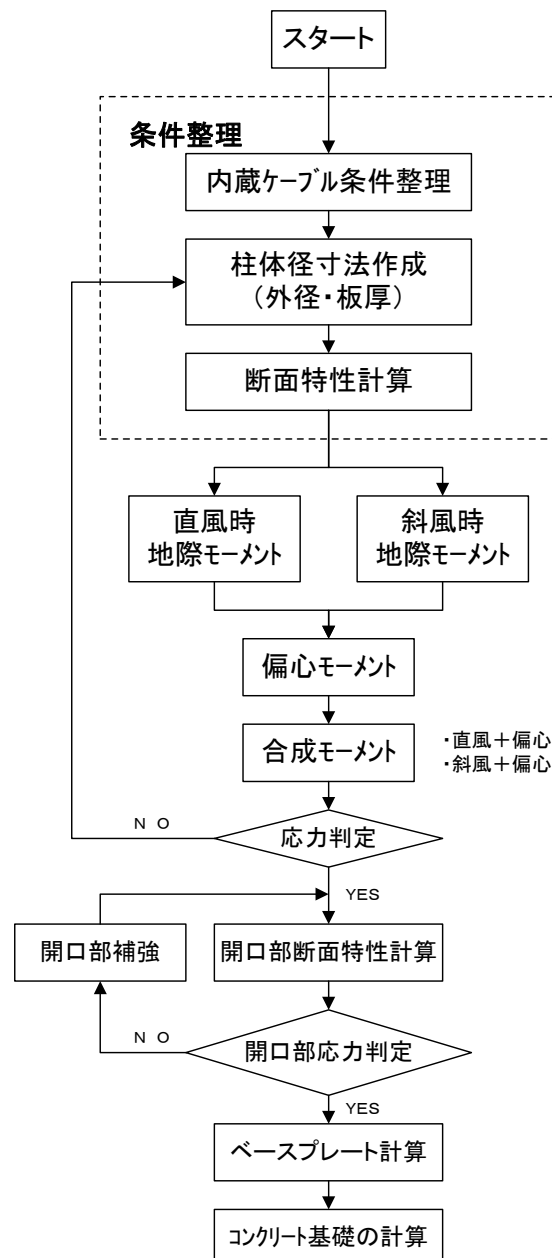 スタート
条件整理
内蔵ケーブル条件整理
柱体径寸法作成
（外径・板厚）
断面特性計算
直風時
地際モーメント
斜風時
地際モーメント
偏心モーメント
合成モーメント
・直風＋偏心
・斜風＋偏心
ＮＯ
応力判定
YES
開口部補強
開口部断面特性計算
ＮＯ
開口部応力判定
YES
ベースプレート計算
コンクリート基礎の計算